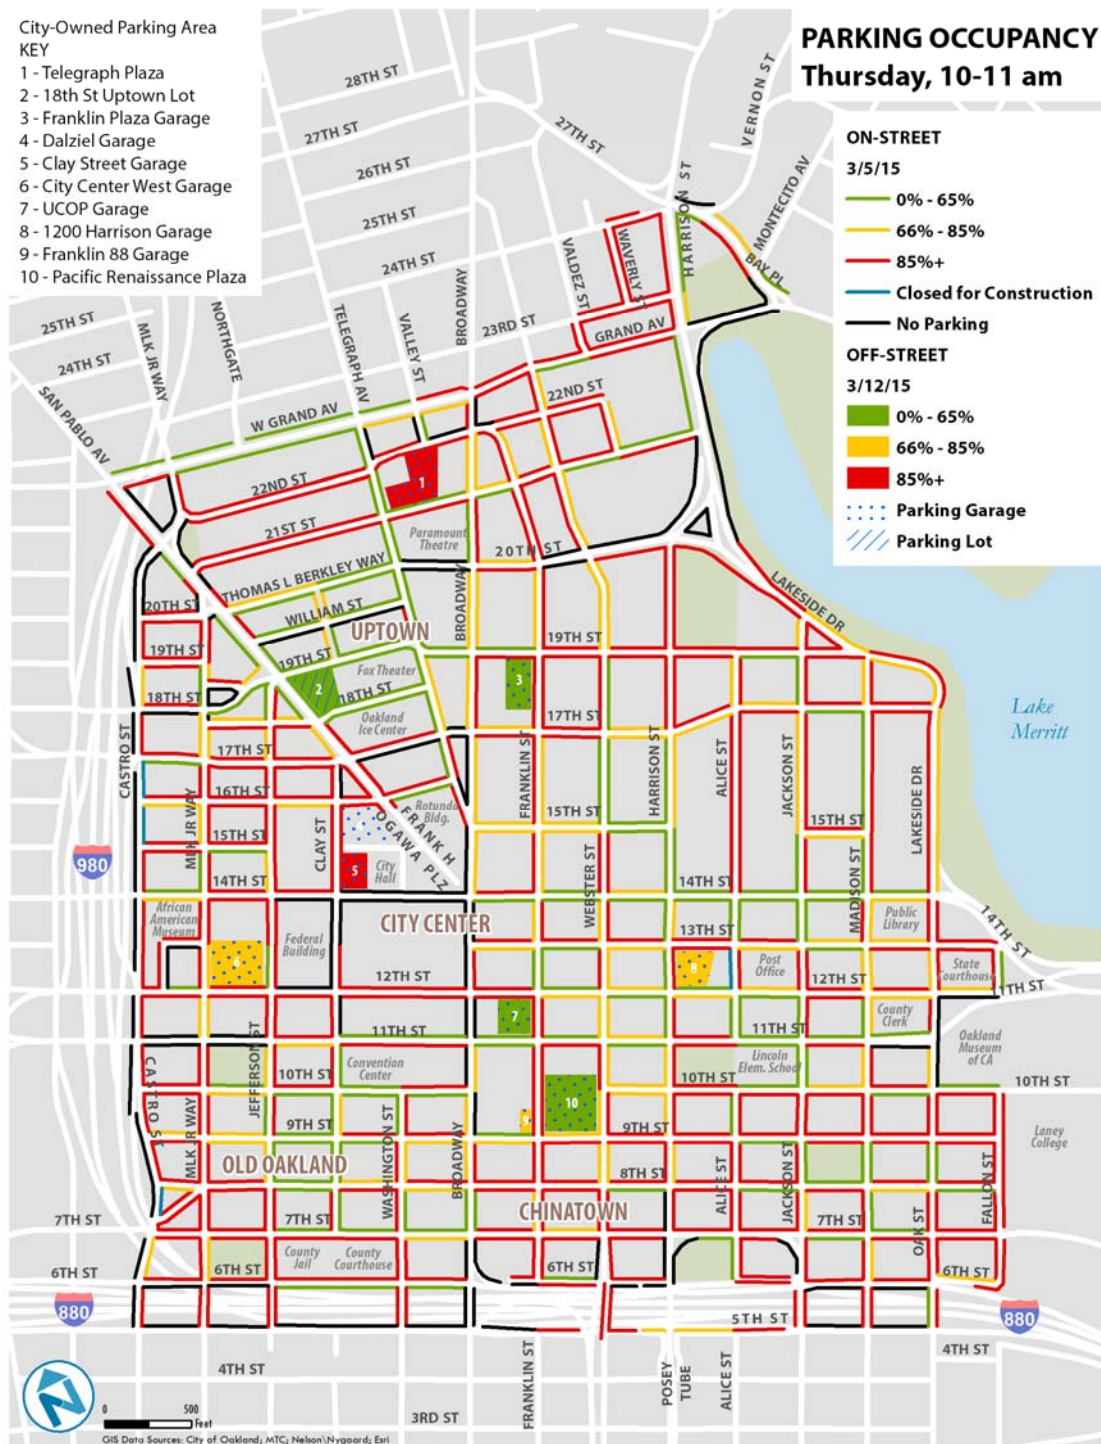 City-Owned Parking Area
KEY
1 - Telegraph Plaza
2 - 18th St Uptown Lot
3 - Franklin Plaza Garage
4 - Dalziel Garage
5 - Clay Street Garage
6 - City Center West Garage
7 - UCOP Garage
8 - 1200 Harrison Garage
9 - Franklin 88 Garage
10 - Pacific Renaissance Plaza
PARKING OCCUPANCY
Thursday, 10-11 am
ON-STREET
3/5/15
0% - 65%
66% - 85%
85%+
Closed for Construction
No Parking
OFF-STREET
3/12/15
0% - 65%
66% - 85%
85%+
Parking Garage
Parking Lot
28TH ST
27TH ST
27TH ST
26TH ST
25TH ST
24TH ST
23RD ST
VERNON ST
MONTECITO AV
HARRISON ST
BAY PL
WAVERLY ST
VALDEZ ST
GRAND AV
BROADWAY
VALLEY ST
TELEGRAPH AV
NORTHGATE
MLK JR WAY
25TH ST
24TH ST
SAN PABLO AV
W GRAND AV
22ND ST
22ND ST
21ST ST
1
Paramount
Theatre
20TH ST
THOMAS L BERKLEY WAY
WILLIAM ST
UPTOWN
BROADWAY
LAKESIDE DR
20TH ST
19TH ST
19TH ST
19TH ST
18TH ST
18TH ST
2
Fox Theater
3
Oakland
Ice Center
17TH ST
17TH ST
Lake
Merritt
CASTRO ST
MLK JR WAY
16TH ST
15TH ST
15TH ST
15TH ST
14TH ST
14TH ST
14TH ST
CLAY ST
Rotunda
Bldg.
FRANK H
OGAWA PLZ
4
5
City
Hall
FRANKLIN ST
HARRISON ST
WEBSTER ST
ALICE ST
JACKSON ST
MADISON ST
LAKESIDE DR
980
African
American
Museum
Federal
Building
CITY CENTER
13TH ST
Public
Library
6
12TH ST
12TH ST
8
Post
Office
State
Courthouse
11TH ST
11TH ST
11TH ST
7
County
Clerk
Oakland
Museum
of CA
CASTRO ST
JEFFERSON ST
10TH ST
10TH ST
10TH ST
Convention
Center
Lincoln
Elem. School
10
9
9TH ST
9TH ST
MLK JR WAY
WASHINGTON ST
BROADWAY
Laney
College
OLD OAKLAND
8TH ST
ALICE ST
JACKSON ST
OAK ST
FALLON ST
CHINATOWN
7TH ST
7TH ST
7TH ST
6TH ST
6TH ST
6TH ST
6TH ST
County
Jail
County
Courthouse
880
880
5TH ST
4TH ST
4TH ST
3RD ST
FRANKLIN ST
POSEY
TUBE
ALICE ST
0
500
Feet
GIS Data Sources: City of Oakland; MTC; Nelson\Nygaard; Esri